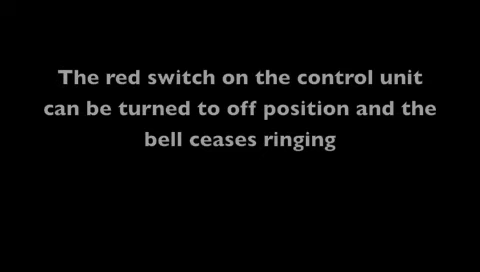 The red switch on the control unit
can be turned to off position and the
bell ceases ringing